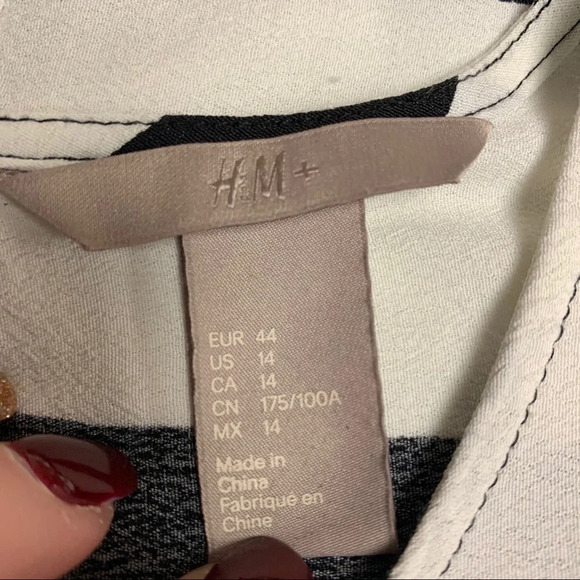 H&M+
EUR 44
US 14
CA 14
CN 175/100A
MX 14
Made in
China
Fabriqué en
Chine